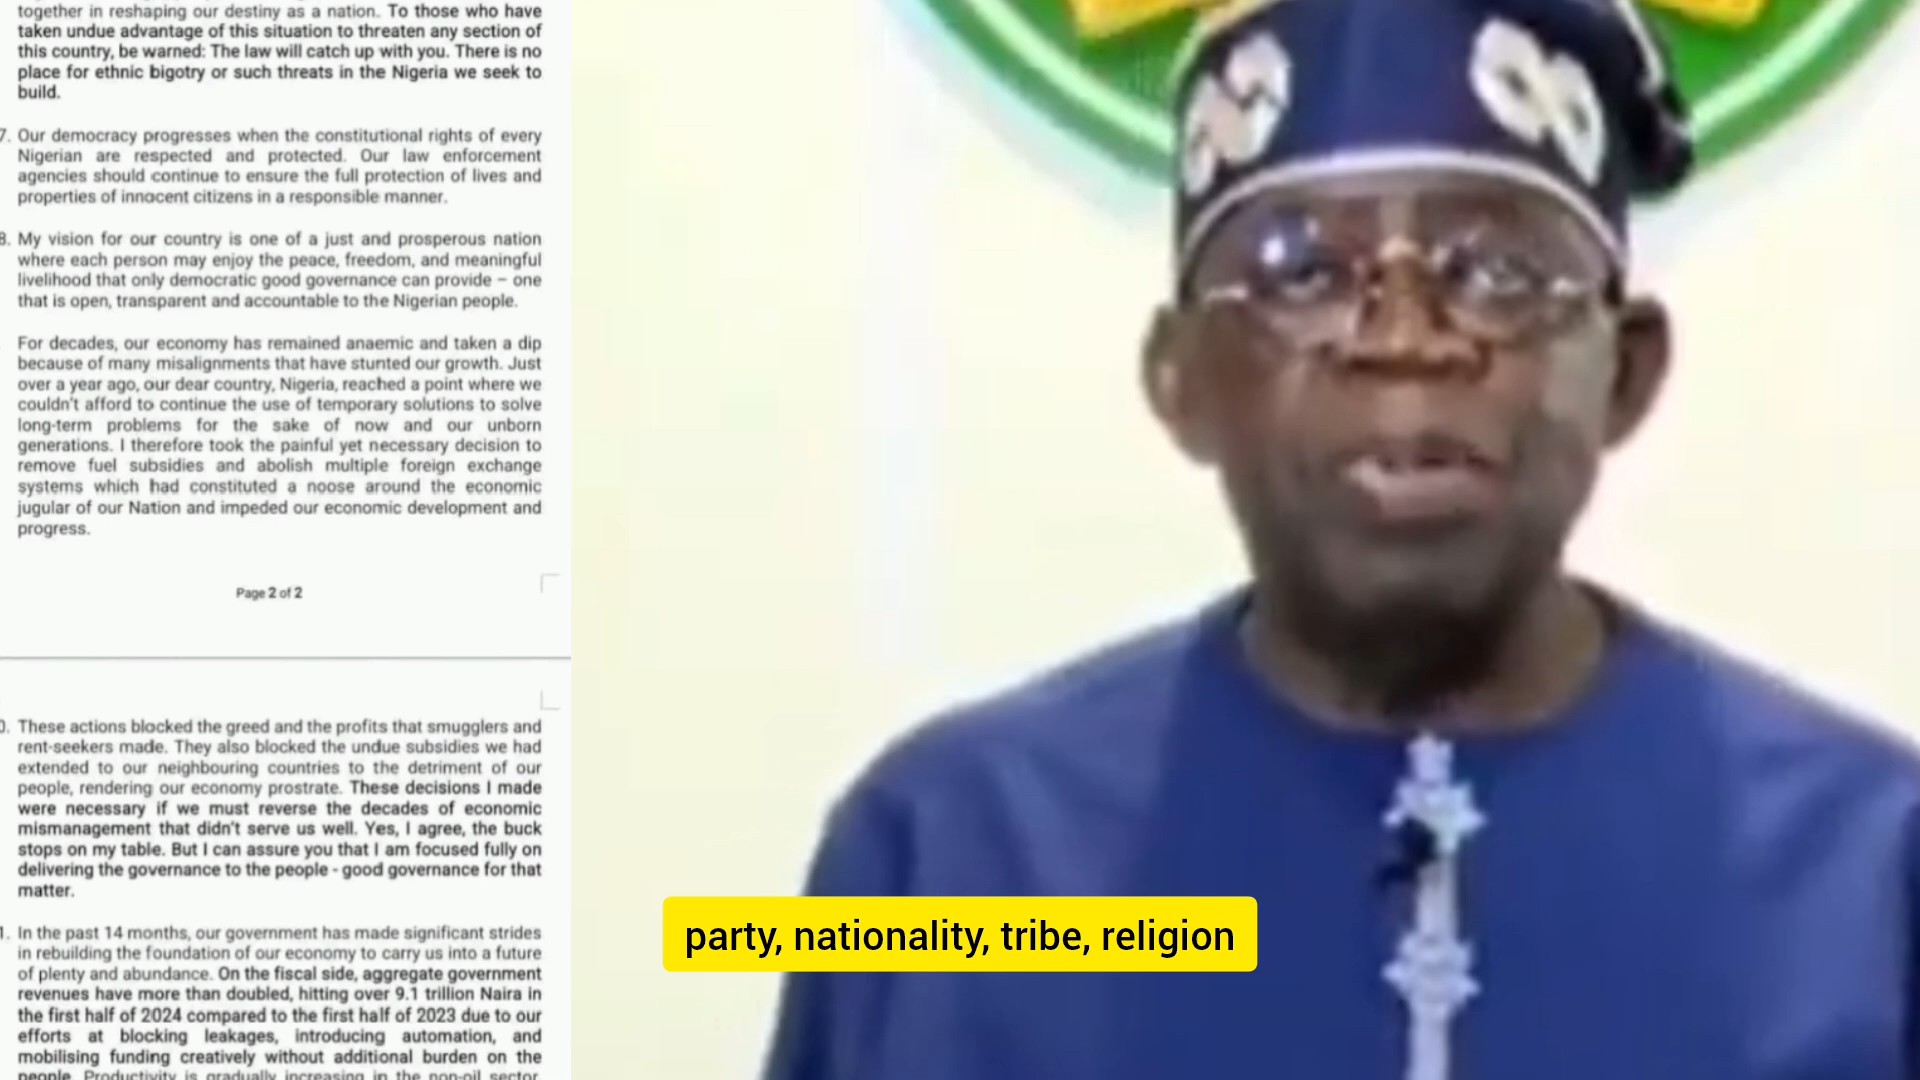 together in reshaping our destiny as a nation. To those who have
taken undue advantage of this situation to threaten any section of
this country, be warned: The law will catch up with you. There is no
place for ethnic bigotry or such threats in the Nigeria we seek to
build.
7. Our democracy progresses when the constitutional rights of every
Nigerian are respected and protected. Our law enforcement
agencies should continue to ensure the full protection of lives and
properties of innocent citizens in a responsible manner.
8. My vision for our country is one of a just and prosperous nation
where each person may enjoy the peace, freedom, and meaningful
livelihood that only democratic good governance can provide – one
that is open, transparent and accountable to the Nigerian people.
For decades, our economy has remained anaemic and taken a dip
because of many misalignments that have stunted our growth. Just
over a year ago, our dear country, Nigeria, reached a point where we
couldn't afford to continue the use of temporary solutions to solve
long-term problems for the sake of now and our unborn
generations. I therefore took the painful yet necessary decision to
remove fuel subsidies and abolish multiple foreign exchange
systems which had constituted a noose around the economic
jugular of our Nation and impeded our economic development and
progress.
Page 2 of 2
0. These actions blocked the greed and the profits that smugglers and
rent-seekers made. They also blocked the undue subsidies we had
extended to our neighbouring countries to the detriment of our
people, rendering our economy prostrate. These decisions I made
were necessary if we must reverse the decades of economic
mismanagement that didn't serve us well. Yes, I agree, the buck
stops on my table. But I can assure you that I am focused fully on
delivering the governance to the people - good governance for that
matter.
1. In the past 14 months, our government has made significant strides
in rebuilding the foundation of our economy to carry us into a future
of plenty and abundance. On the fiscal side, aggregate government
revenues have more than doubled, hitting over 9.1 trillion Naira in
the first half of 2024 compared to the first half of 2023 due to our
efforts at blocking leakages, introducing automation, and
mobilising funding creatively without additional burden on the
people. Productivity is gradually increasing in the non-oil sector,
party, nationality, tribe, religion